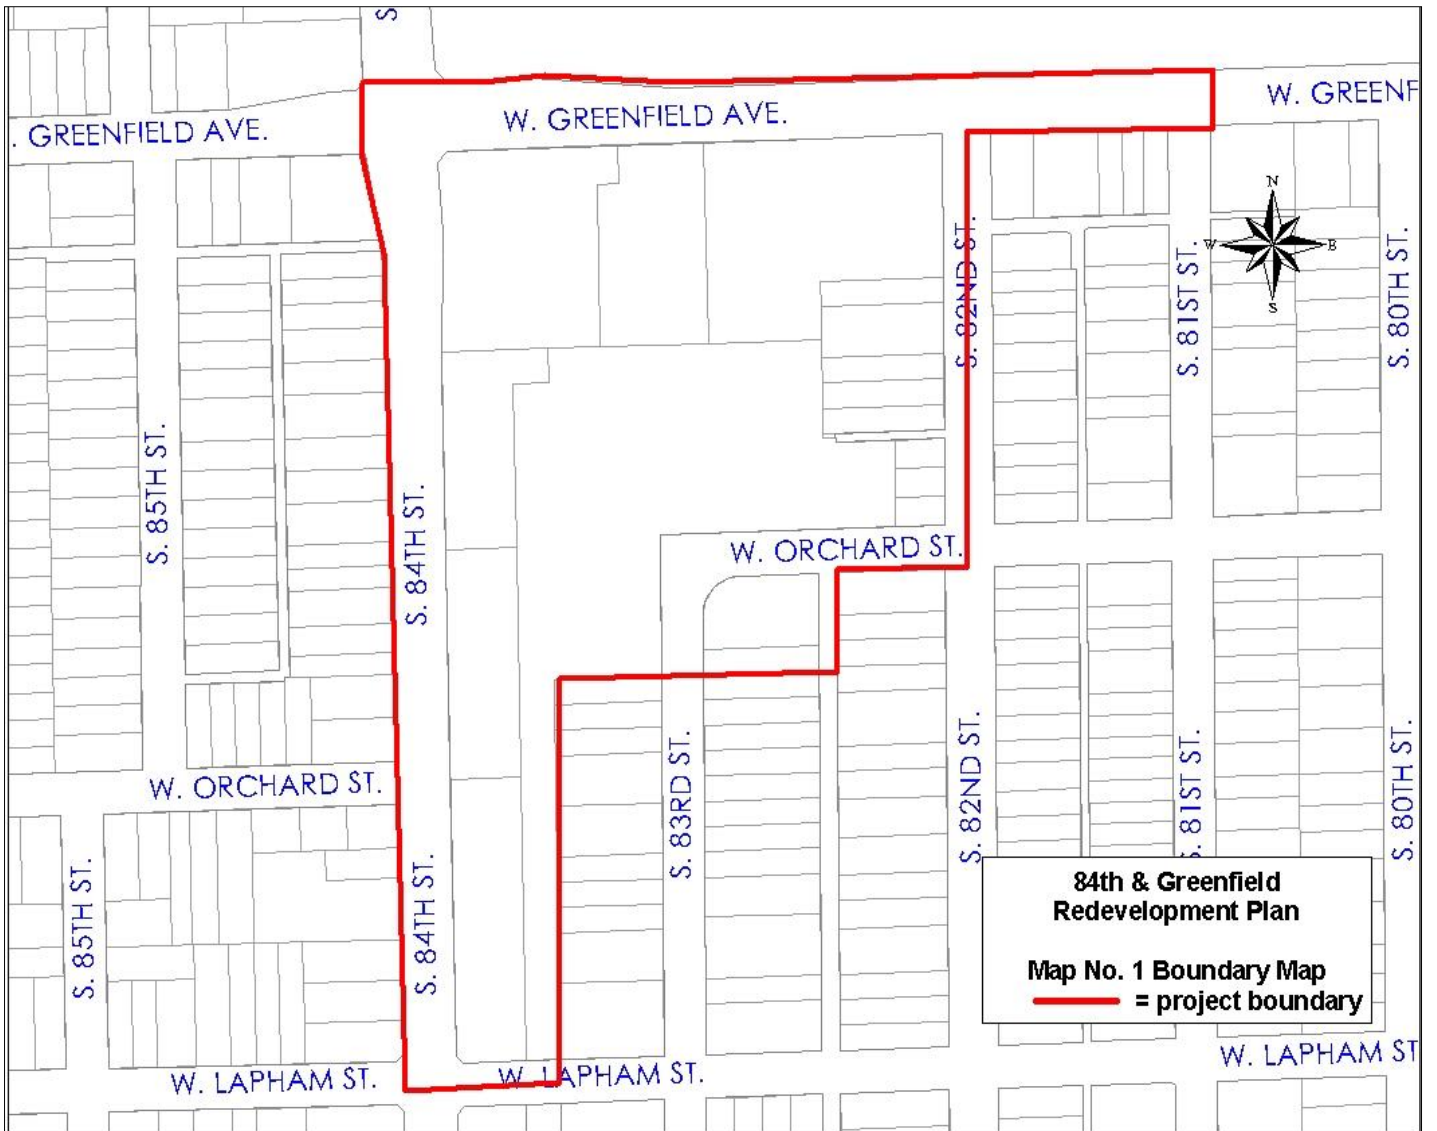 S
W. GREENF
W. GREENFIELD AVE.
. GREENFIELD AVE.
N
W
E
S
S. 82ND ST.
S. 81ST ST.
S. 80TH ST.
S. 85TH ST.
S. 84TH ST.
W. ORCHARD ST.
W. ORCHARD ST.
S. 83RD ST.
S. 82ND ST.
S. 81ST ST.
S. 80TH ST.
S. 85TH ST.
S. 84TH ST.
84th & Greenfield
Redevelopment Plan
Map No. 1 Boundary Map
= project boundary
W. LAPHAM ST.
W. LAPHAM ST.
W. LAPHAM ST